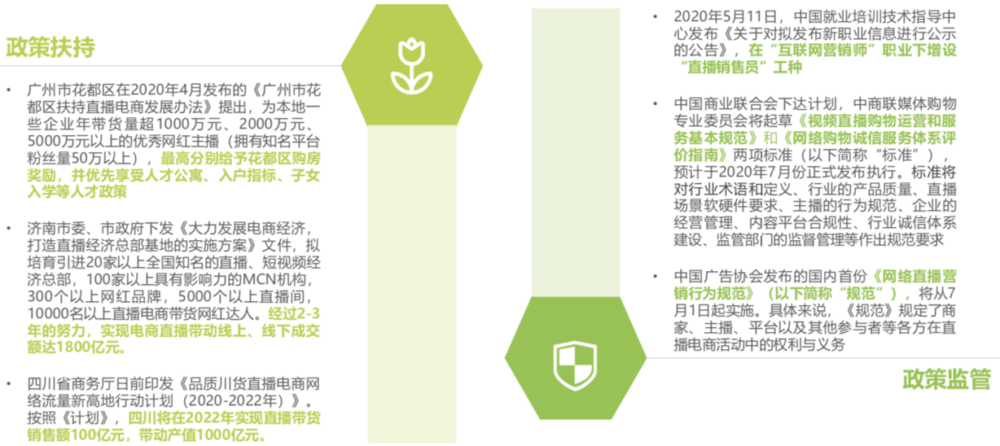 政策扶持
• 广州市花都区在2020年4月发布的《广州市花
都区扶持直播电商发展办法》提出，为本地一
些企业年带货量超1000万元、2000万元、
5000万元以上的优秀网红主播（拥有知名平台
粉丝量50万以上），最高分别给予花都区购房
奖励，并优先享受人才公寓、入户指标、子女
入学等人才政策
• 济南市委、市政府下发《大力发展电商经济，
打造直播经济总部基地的实施方案》文件，拟
培育引进20家以上全国知名的直播、短视频经
济总部，100家以上具有影响力的MCN机构，
300个以上网红品牌，5000个以上直播间，
10000名以上直播电商带货网红达人。经过2-3
年的努力，实现电商直播带动线上、线下成交
额达1800亿元。
• 四川省商务厅日前印发《品质川货直播电商网
络流量新高地行动计划（2020-2022年）》。
按照《计划》，四川将在2022年实现直播带货
销售额100亿元，带动产值1000亿元。
• 2020年5月11日，中国就业培训技术指导中
心发布《关于对拟发布新职业信息进行公示
的公告》，在“互联网营销师”职业下增设
“直播销售员”工种
• 中国商业联合会下达计划，中商联媒体购物
专业委员会将起草《视频直播购物运营和服
务基本规范》和《网络购物诚信服务体系评
价指南》两项标准（以下简称“标准”），
预计于2020年7月份正式发布执行。标准将
对行业术语和定义、行业的产品质量、直播
场景软硬件要求、主播的行为规范、企业的
经营管理、内容平台合规性、行业诚信体系
建设、监管部门的监督管理等作出规范要求
• 中国广告协会发布的国内首份《网络直播营
销行为规范》（以下简称“规范”），将从7
月1日起实施。具体来说，《规范》规定了商
家、主播、平台以及其他参与者等各方在直
播电商活动中的权利与义务
政策监管